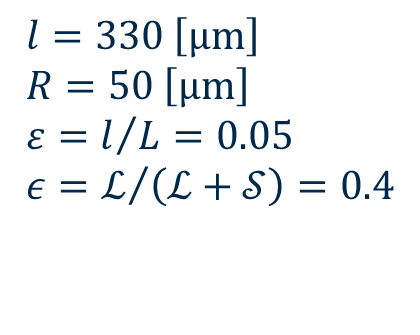 l = 330 [μm]
R = 50 [μm]
ε = l/L = 0.05
ϵ = ℒ/(ℒ + 𝒮) = 0.4